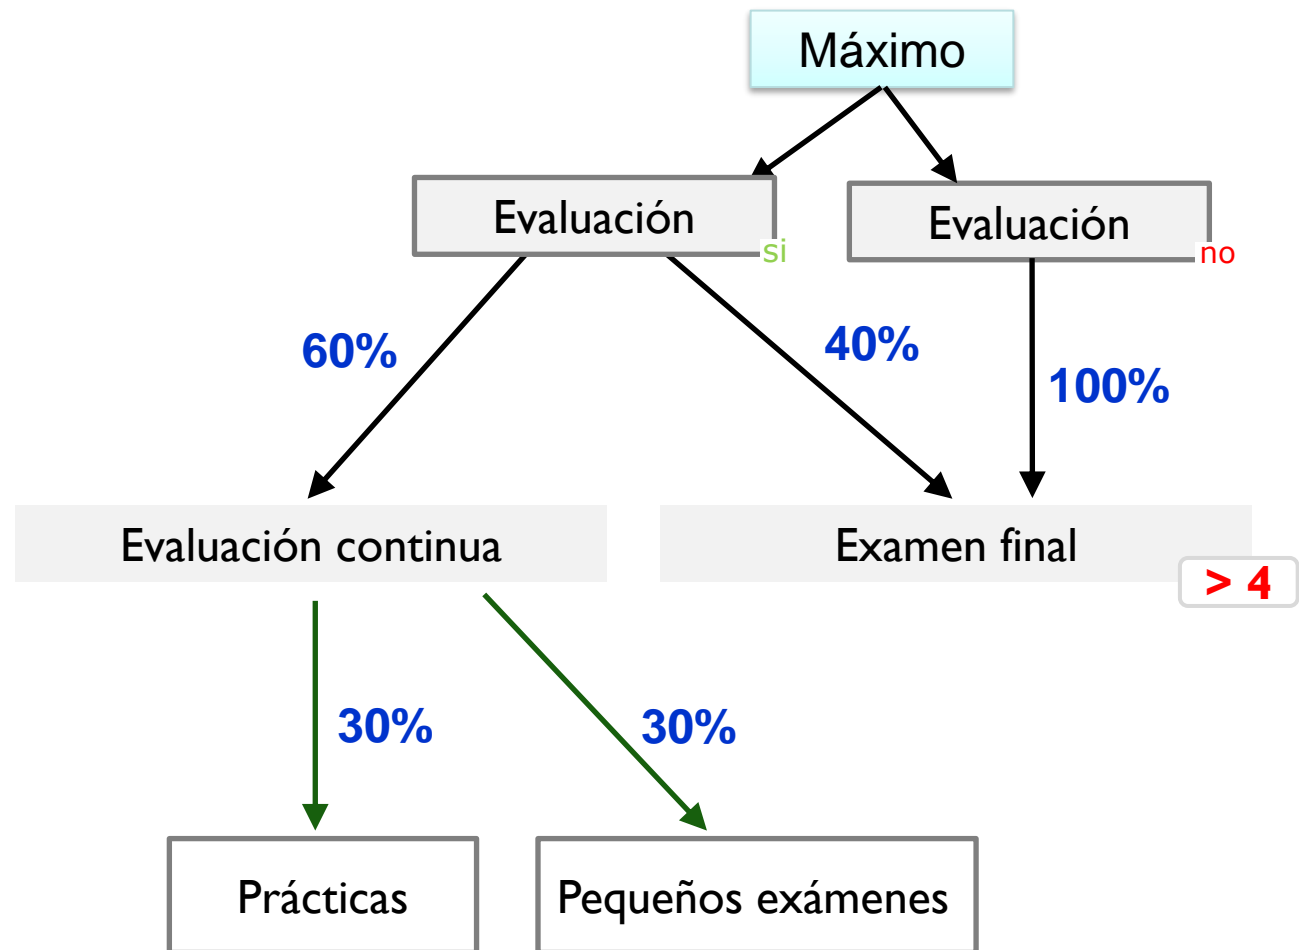 Máximo
Evaluación
si
Evaluación
no
60%
40%
100%
Evaluación continua
Examen final
> 4
30%
30%
Prácticas
Pequeños exámenes